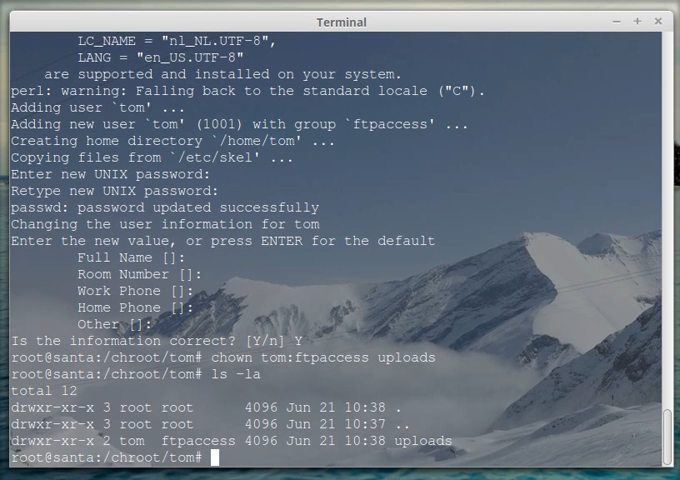 Terminal
LC_NAME = "nl_NL.UTF-8",
LANG = "en_US.UTF-8"
are supported and installed on your system.
perl: warning: Falling back to the standard locale ("C").
Adding user `tom' ...
Adding new user `tom' (1001) with group `ftpaccess' ...
Creating home directory `/home/tom' ...
Copying files from `/etc/skel' ...
Enter new UNIX password:
Retype new UNIX password:
passwd: password updated successfully
Changing the user information for tom
Enter the new value, or press ENTER for the default
Full Name []:
Room Number []:
Work Phone []:
Home Phone []:
Other []:
Is the information correct? [Y/n] Y
root@santa:/chroot/tom# chown tom:ftpaccess uploads
root@santa:/chroot/tom# ls -la
total 12
drwxr-xr-x 3 root root      4096 Jun 21 10:38 .
drwxr-xr-x 3 root root      4096 Jun 21 10:37 ..
drwxr-xr-x 2 tom  ftpaccess 4096 Jun 21 10:38 uploads
root@santa:/chroot/tom#